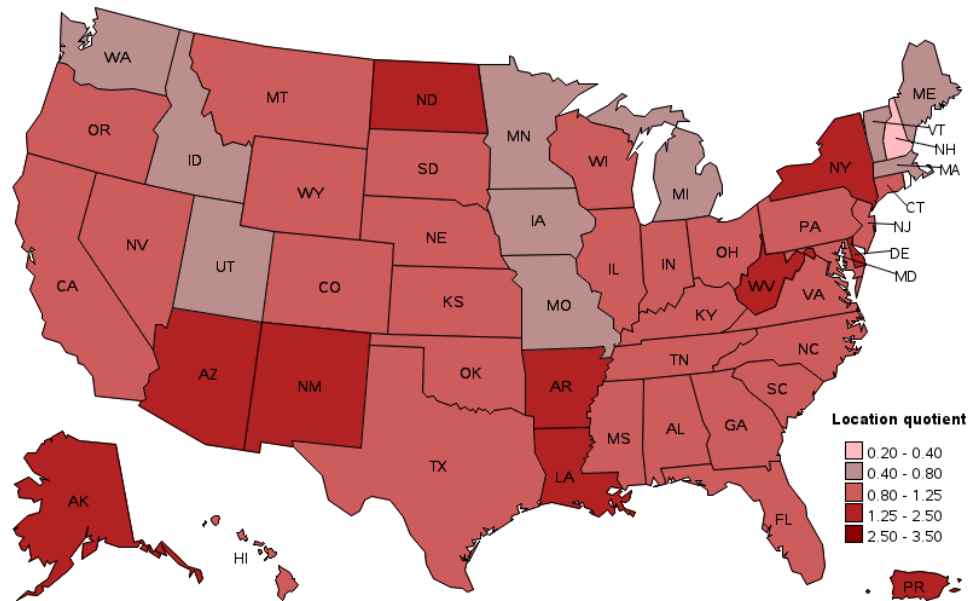 WA
MT
ND
MN
ME
OR
ID
SD
WI
MI
VT
NH
MA
WY
NY
CT
NV
UT
NE
IA
PA
NJ
CA
CO
KS
MO
IL
IN
OH
WV
VA
DE
MD
KY
AZ
NM
OK
AR
TN
NC
SC
TX
LA
MS
AL
GA
FL
AK
HI
PR
Location quotient
0.20 - 0.40
0.40 - 0.80
0.80 - 1.25
1.25 - 2.50
2.50 - 3.50